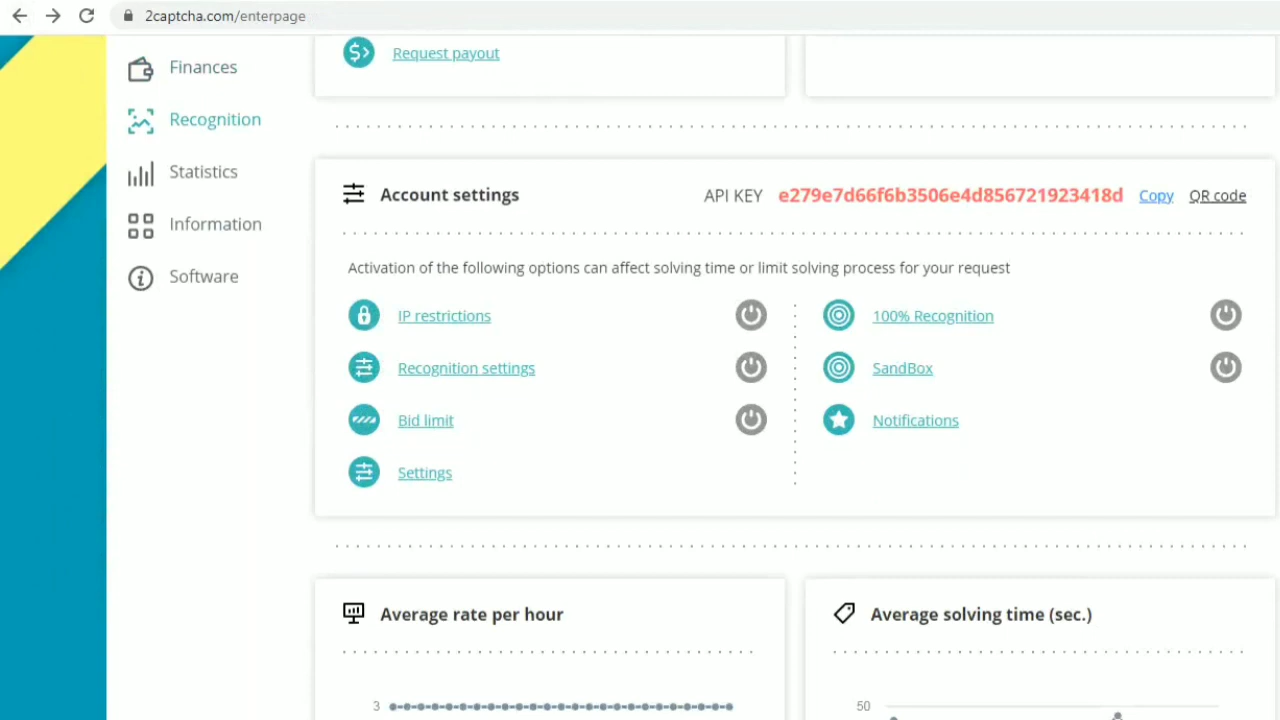 2captcha.com/enterpage
Finances
Recognition
Statistics
Information
Software
Request payout
Account settings
API KEY e279e7d66f6b3506e4d856721923418d Copy QR code
Activation of the following options can affect solving time or limit solving process for your request
IP restrictions
100% Recognition
Recognition settings
SandBox
Bid limit
Notifications
Settings
Average rate per hour
Average solving time (sec.)
3
50